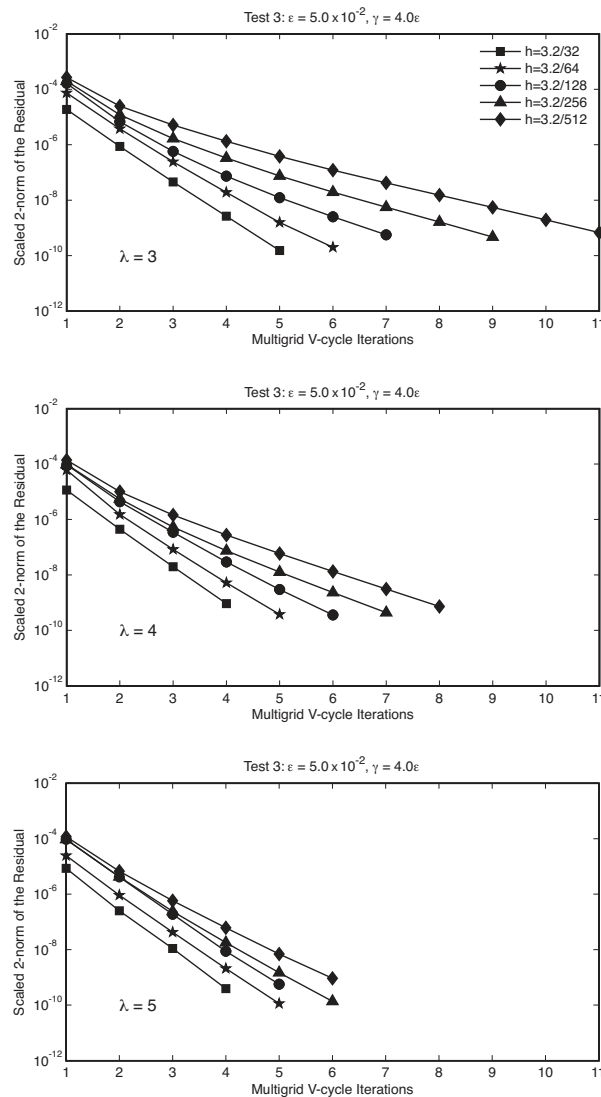 Test 3: ε = 5.0 x 10⁻², γ = 4.0ε
10⁻²
10⁻⁴
10⁻⁶
10⁻⁸
10⁻¹⁰
10⁻¹²
Scaled 2-norm of the Residual
h=3.2/32
h=3.2/64
h=3.2/128
h=3.2/256
h=3.2/512
λ = 3
1 2 3 4 5 6 7 8 9 10 11
Multigrid V-cycle Iterations
Test 3: ε = 5.0 x 10⁻², γ = 4.0ε
10⁻²
10⁻⁴
10⁻⁶
10⁻⁸
10⁻¹⁰
10⁻¹²
Scaled 2-norm of the Residual
λ = 4
1 2 3 4 5 6 7 8 9 10 11
Multigrid V-cycle Iterations
Test 3: ε = 5.0 x 10⁻², γ = 4.0ε
10⁻²
10⁻⁴
10⁻⁶
10⁻⁸
10⁻¹⁰
10⁻¹²
Scaled 2-norm of the Residual
λ = 5
1 2 3 4 5 6 7 8 9 10 11
Multigrid V-cycle Iterations